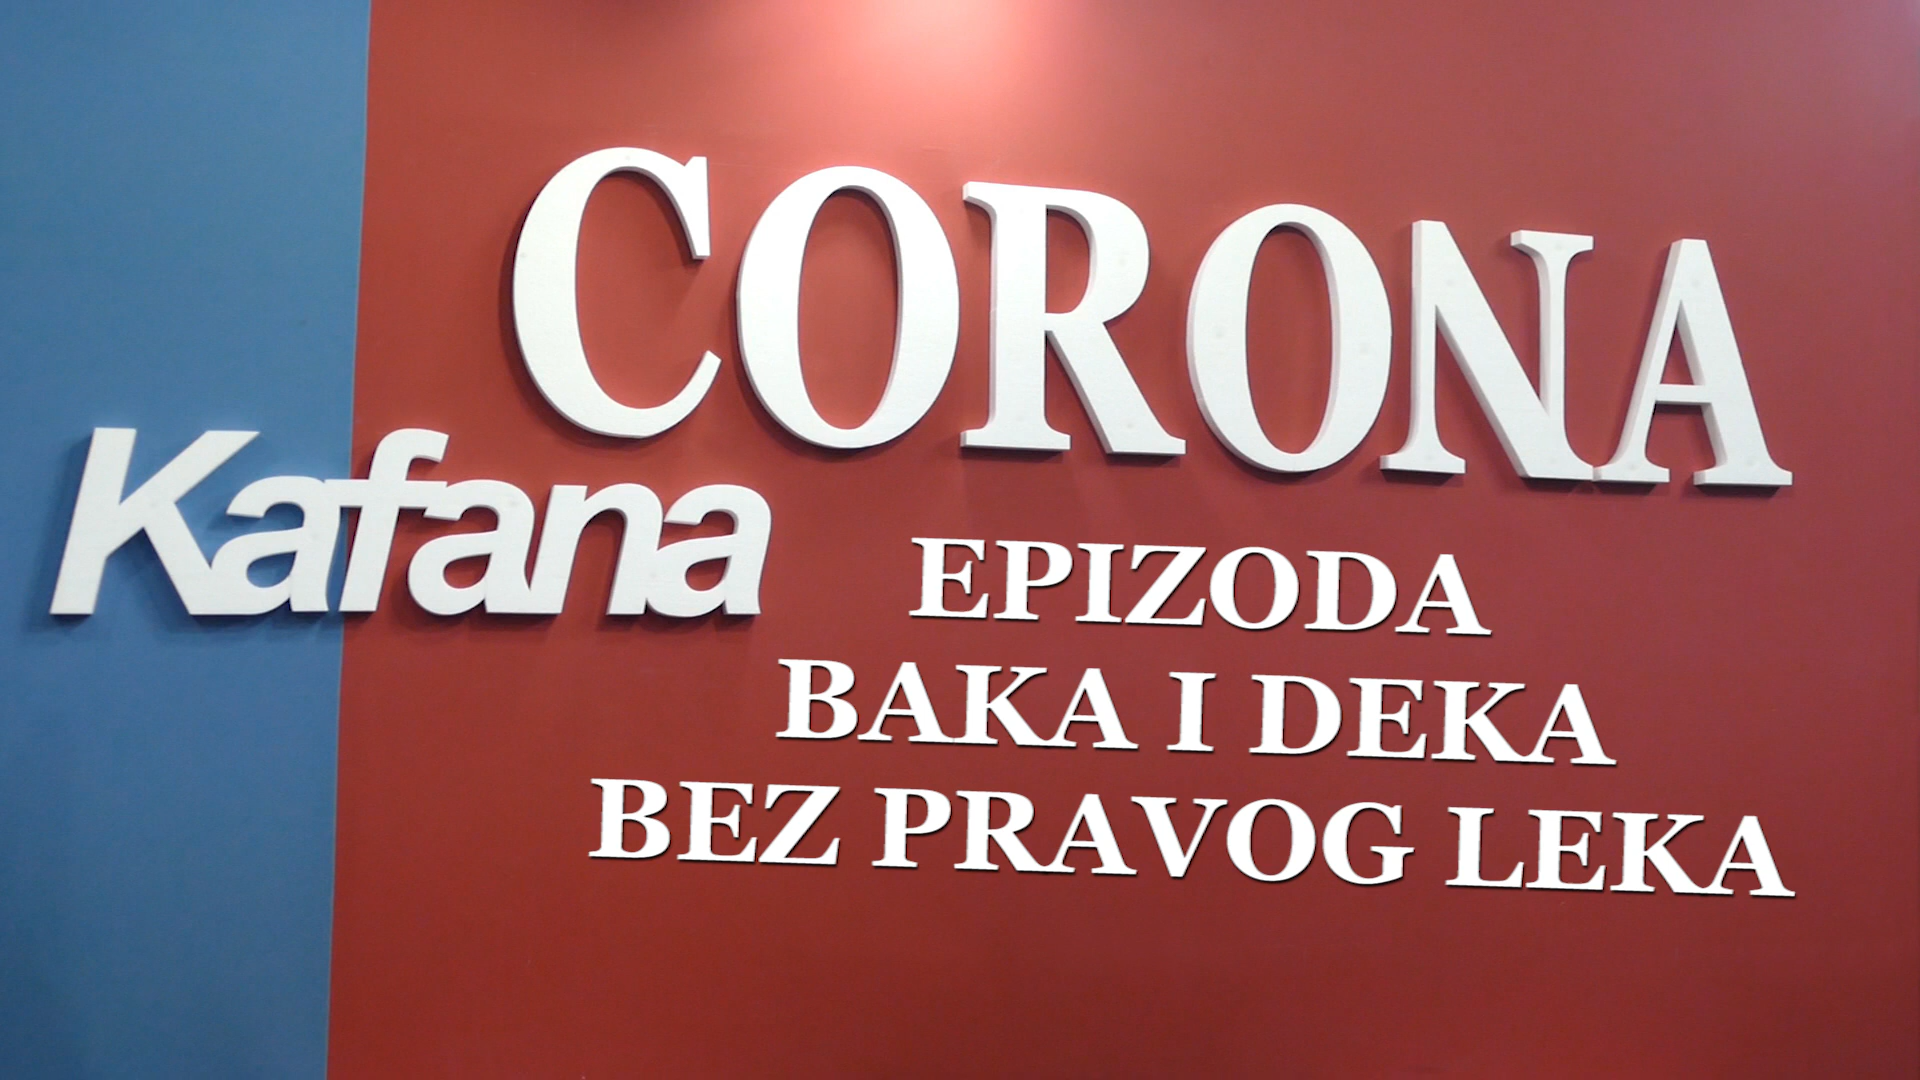 CORONA
Kafana
EPIZODA
BAKA I DEKA
BEZ PRAVOG LEKA